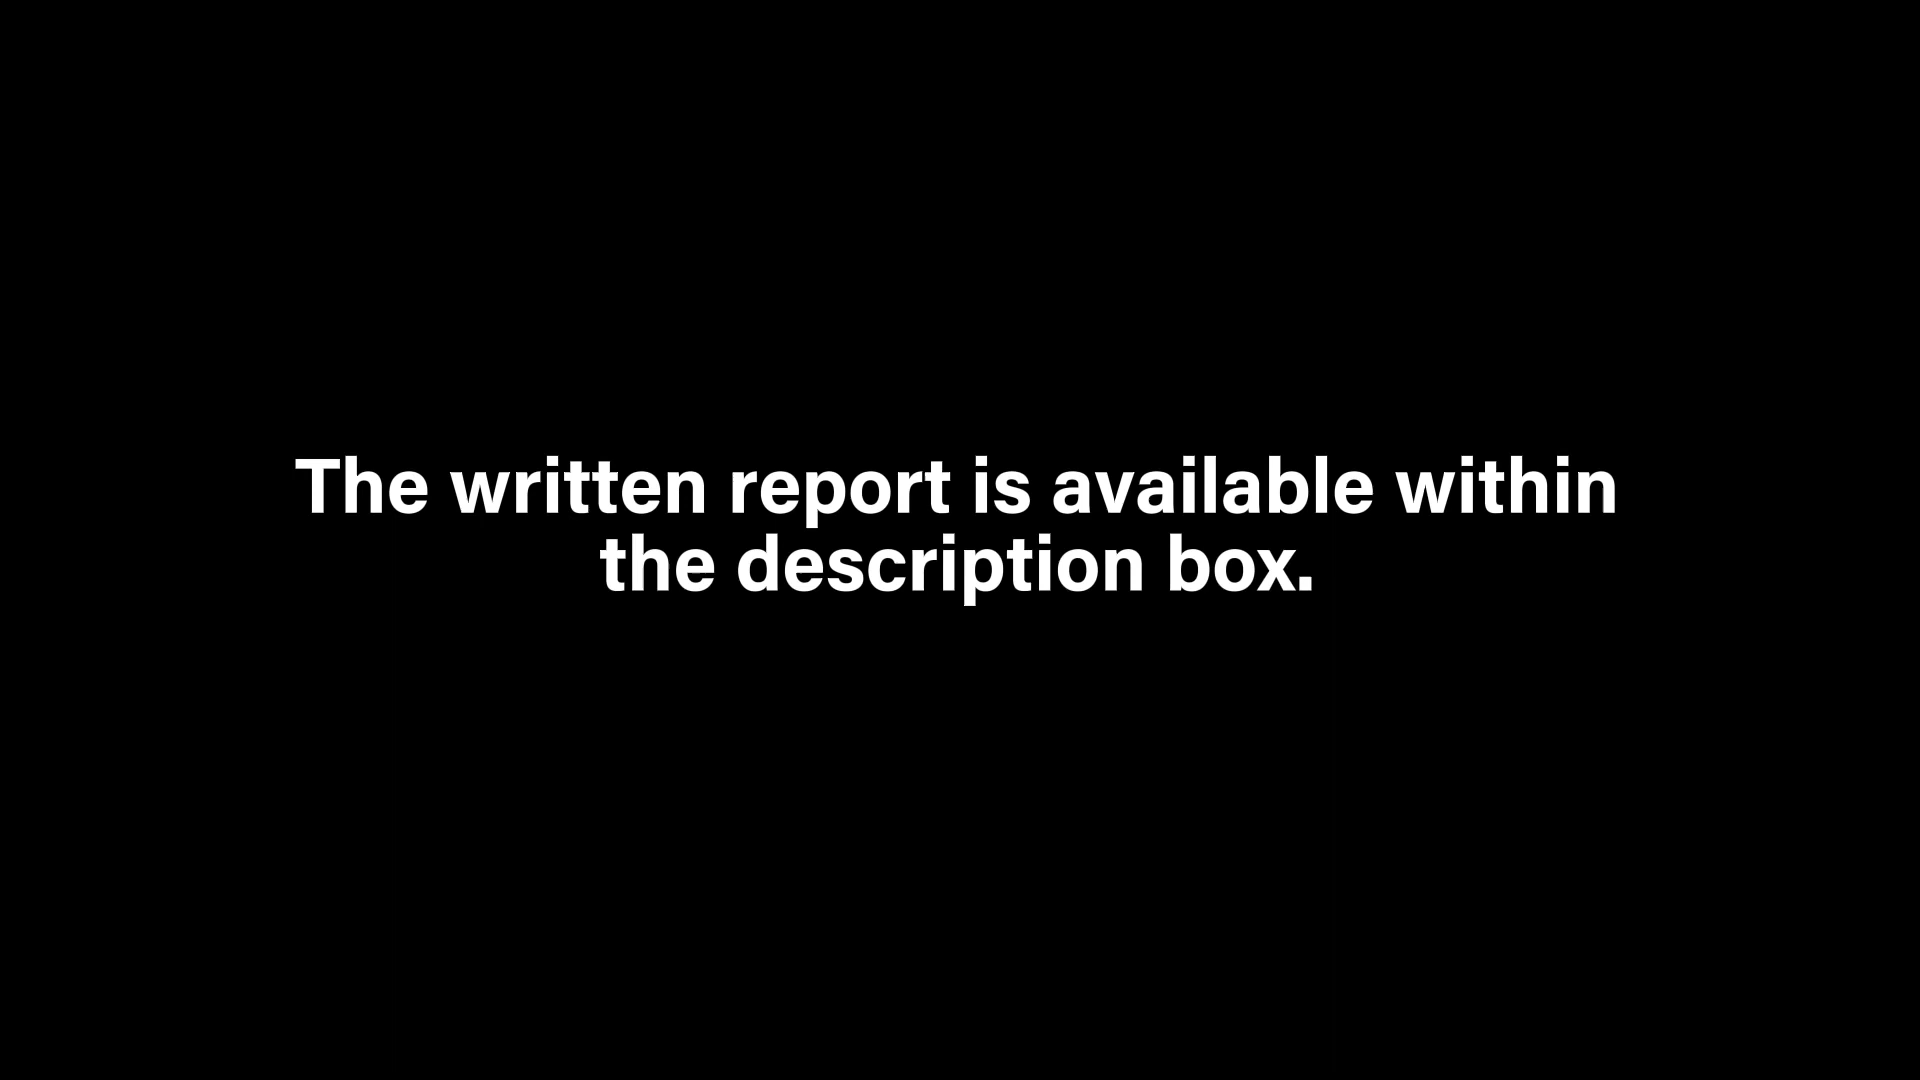 The written report is available within
the description box.